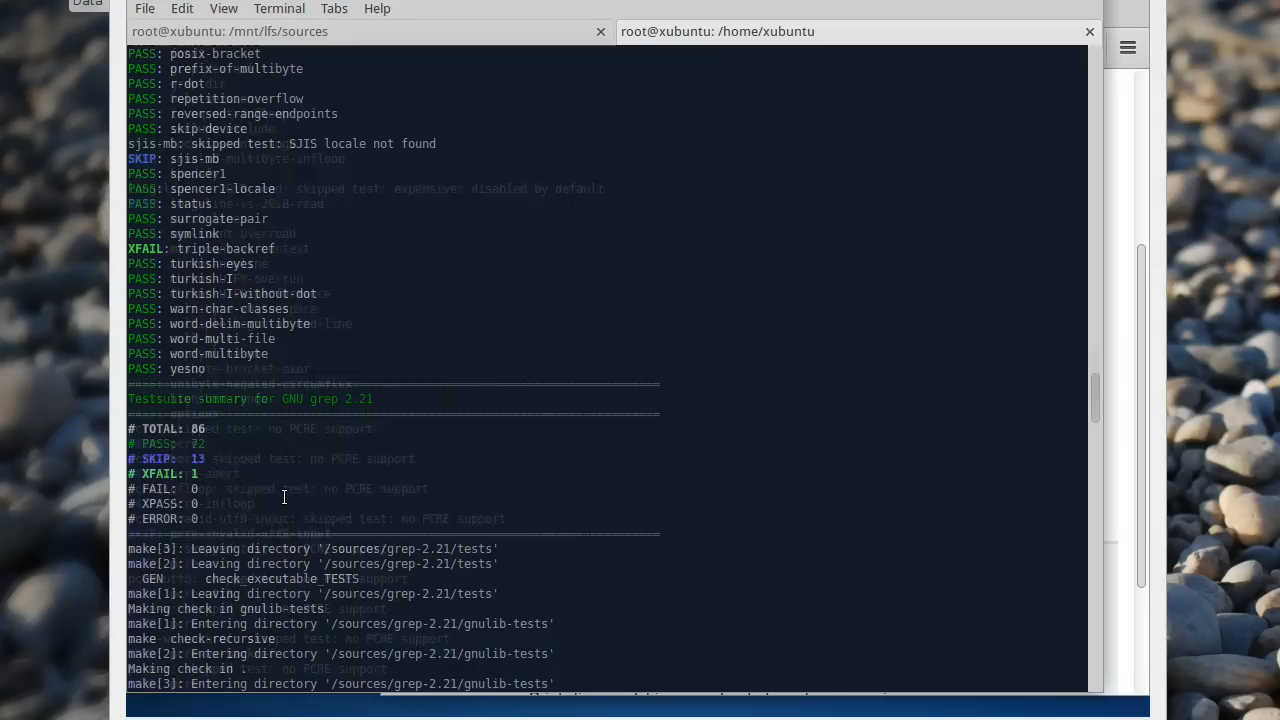 Data
File Edit View Terminal Tabs Help
root@xubuntu: /mnt/lfs/sources
root@xubuntu: /home/xubuntu
PASS: posix-bracket
PASS: prefix-of-multibyte
PASS: r-dot
PASS: repetition-overflow
PASS: reversed-range-endpoints
PASS: skip-device
sjis-mb: skipped test: SJIS locale not found
SKIP: sjis-mb
PASS: spencer1
PASS: spencer1-locale
PASS: status
PASS: surrogate-pair
PASS: symlink
XFAIL: triple-backref
PASS: turkish-eyes
PASS: turkish-I
PASS: turkish-I-without-dot
PASS: warn-char-classes
PASS: word-delim-multibyte
PASS: word-multi-file
PASS: word-multibyte
PASS: yesno
============================================================================
Testsuite summary for GNU grep 2.21
============================================================================
# TOTAL: 86
# PASS: 72
# SKIP: 13
# XFAIL: 1
# FAIL: 0
# XPASS: 0
# ERROR: 0
============================================================================
make[3]: Leaving directory '/sources/grep-2.21/tests'
make[2]: Leaving directory '/sources/grep-2.21/tests'
GEN check_executable_TESTS
make[1]: Leaving directory '/sources/grep-2.21/tests'
Making check in gnulib-tests
make[1]: Entering directory '/sources/grep-2.21/gnulib-tests'
make check-recursive
make[2]: Entering directory '/sources/grep-2.21/gnulib-tests'
Making check in .
make[3]: Entering directory '/sources/grep-2.21/gnulib-tests'